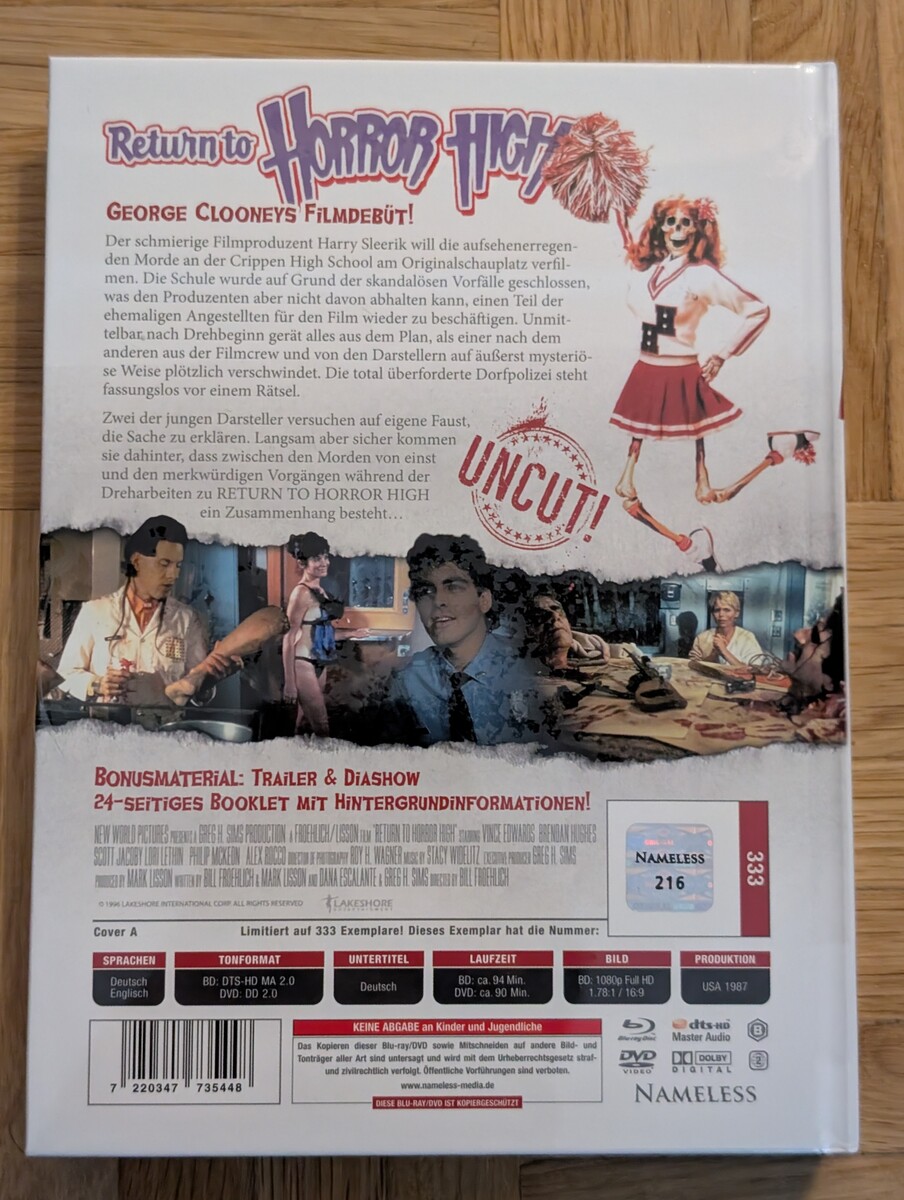 Return to HORROR HIGH
GEORGE CLOONEYS FILMDEBÜT!
Der schmierige Filmproduzent Harry Sleerik will die aufsehenerregen-
den Morde an der Crippen High School am Originalschauplatz verfil-
men. Die Schule wurde auf Grund der skandalösen Vorfälle geschlossen,
was den Produzenten aber nicht davon abhalten kann, einen Teil der
ehemaligen Angestellten für den Film wieder zu beschäftigen. Unmit-
telbar nach Drehbeginn gerät alles aus dem Plan, als einer nach dem
anderen aus der Filmcrew und von den Darstellern auf äußerst mysteriö-
se Weise plötzlich verschwindet. Die total überforderte Dorfpolizei steht
fassungslos vor einem Rätsel.
Zwei der jungen Darsteller versuchen auf eigene Faust,
die Sache zu erklären. Langsam aber sicher kommen
sie dahinter, dass zwischen den Morden von einst
und den merkwürdigen Vorgängen während der
Dreharbeiten zu RETURN TO HORROR HIGH
ein Zusammenhang besteht…
UNCUT!
H
H
BONUSMATERIAL: TRAILER & DIASHOW
24-SEITIGES BOOKLET MIT HINTERGRUNDINFORMATIONEN!
NEW WORLD PICTURES PRESENTS A GREG H. SIMS PRODUCTION A FROEHLICH/LISSON FILM "RETURN TO HORROR HIGH" STARRING VINCE EDWARDS BRENDAN HUGHES
SCOTT JACOBY LORI LETHIN PHILIP MCKEON ALEX ROCCO DIRECTOR OF PHOTOGRAPHY ROY H. WAGNER MUSIC BY STACY WIDELITZ EXECUTIVE PRODUCER GREG H. SIMS
PRODUCED BY MARK LISSON WRITTEN BY BILL FROEHLICH & MARK LISSON AND DANA ESCALANTE & GREG H. SIMS DIRECTED BY BILL FROEHLICH
© 1996 LAKESHORE INTERNATIONAL CORP. ALL RIGHTS RESERVED
LAKESHORE
ENTERTAINMENT
NAMELESS
216
333
Cover A
Limitiert auf 333 Exemplare! Dieses Exemplar hat die Nummer:
SPRACHEN
Deutsch
Englisch
TONFORMAT
BD: DTS-HD MA 2.0
DVD: DD 2.0
UNTERTITEL
Deutsch
LAUFZEIT
BD: ca. 94 Min.
DVD: ca. 90 Min.
BILD
BD: 1080p Full HD
1.78:1 / 16:9
PRODUKTION
USA 1987
7 220347 735448
KEINE ABGABE an Kinder und Jugendliche
Das Kopieren dieser Blu-ray/DVD sowie Mitschneiden auf andere Bild- und
Tonträger aller Art sind untersagt und wird mit dem Urheberrechtsgesetz straf-
und zivilrechtlich verfolgt. Öffentliche Vorführungen sind verboten.
www.nameless-media.de
DIESE BLU-RAY/DVD IST KOPIERGESCHÜTZT
Blu-ray Disc
dts-HD
Master Audio
B
DVD
VIDEO
DOLBY
DIGITAL
2
NAMELESS